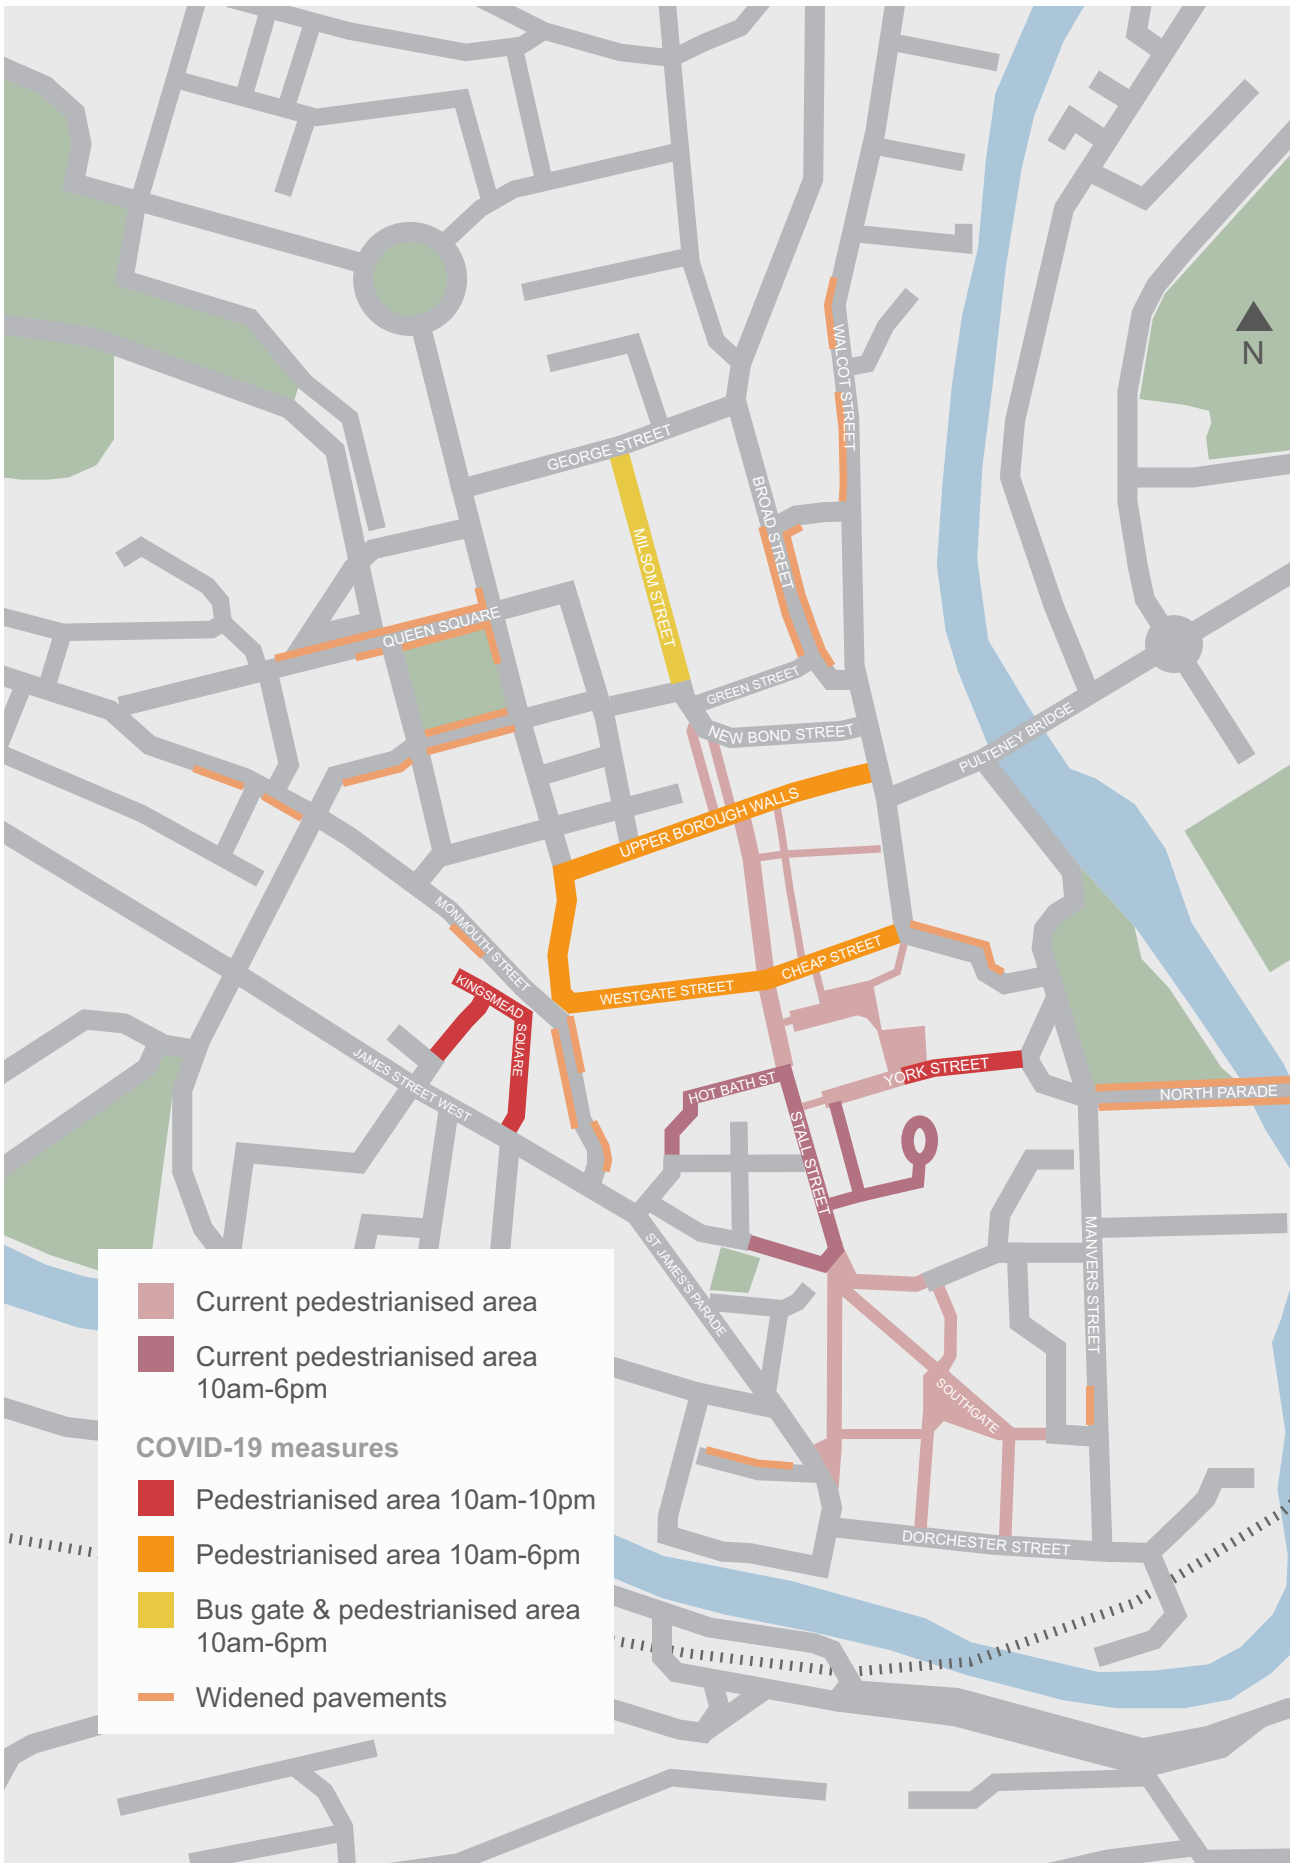 N
WALCOT STREET
GEORGE STREET
BROAD STREET
MILSOM STREET
QUEEN SQUARE
GREEN STREET
NEW BOND STREET
PULTENEY BRIDGE
UPPER BOROUGH WALLS
MONMOUTH STREET
CHEAP STREET
WESTGATE STREET
KINGSMEAD
SQUARE
JAMES STREET WEST
HOT BATH ST
YORK STREET
NORTH PARADE
STALL STREET
MANVERS STREET
ST JAMES'S PARADE
SOUTHGATE
DORCHESTER STREET
Current pedestrianised area
Current pedestrianised area
10am-6pm
COVID-19 measures
Pedestrianised area 10am-10pm
Pedestrianised area 10am-6pm
Bus gate & pedestrianised area
10am-6pm
Widened pavements